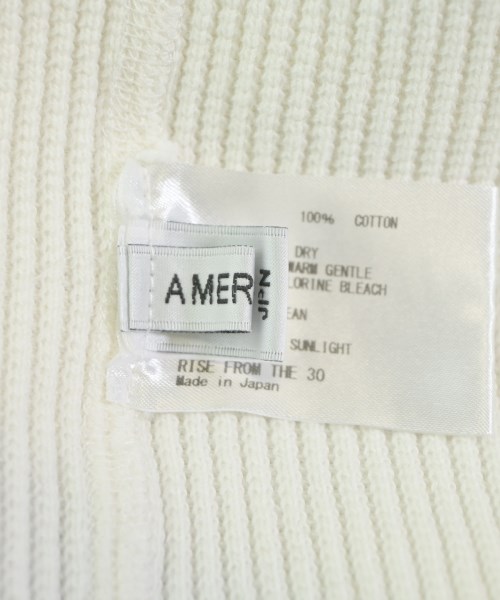 100% COTTON
DRY
WARM GENTLE
LORINE BLEACH
EAN
SUNLIGHT
RISE FROM THE 30
Made in Japan
AMER
JPN